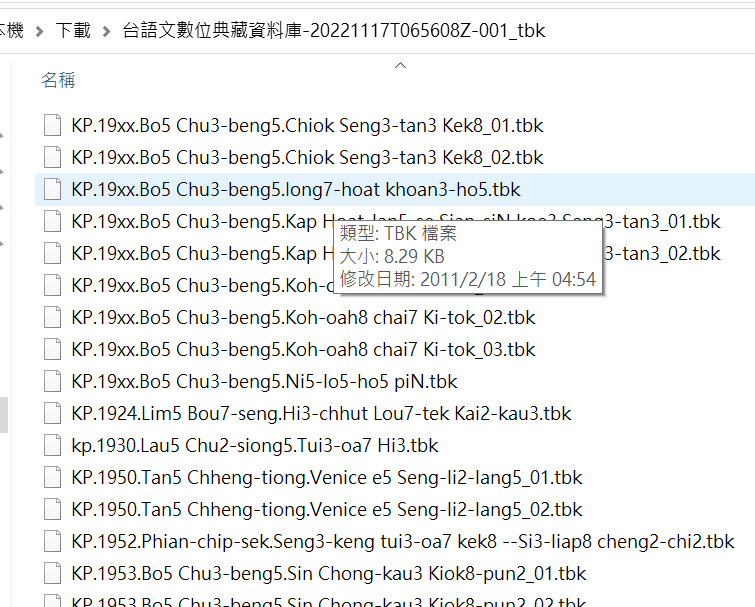 本機 > 下載 > 台語文數位典藏資料庫-20221117T065608Z-001_tbk
名稱
KP.19xx.Bo5 Chu3-beng5.Chiok Seng3-tan3 Kek8_01.tbk
KP.19xx.Bo5 Chu3-beng5.Chiok Seng3-tan3 Kek8_02.tbk
KP.19xx.Bo5 Chu3-beng5.long7-hoat khoan3-ho5.tbk
KP.19xx.Bo5 Chu3-beng5.Kap Seng3-tan3_01.tbk
KP.19xx.Bo5 Chu3-beng5.Kap 3-tan3_02.tbk
KP.19xx.Bo5 Chu3-beng5.Koh-
類型: TBK 檔案
大小: 8.29 KB
修改日期: 2011/2/18 上午 04:54
KP.19xx.Bo5 Chu3-beng5.Koh-oah8 chai7 Ki-tok_02.tbk
KP.19xx.Bo5 Chu3-beng5.Koh-oah8 chai7 Ki-tok_03.tbk
KP.19xx.Bo5 Chu3-beng5.Ni5-lo5-ho5 piN.tbk
KP.1924.Lim5 Bou7-seng.Hi3-chhut Lou7-tek Kai2-kau3.tbk
kp.1930.Lau5 Chu2-siong5.Tui3-oa7 Hi3.tbk
KP.1950.Tan5 Chheng-tiong.Venice e5 Seng-li2-lang5_01.tbk
KP.1950.Tan5 Chheng-tiong.Venice e5 Seng-li2-lang5_02.tbk
KP.1952.Phian-chip-sek.Seng3-keng tui3-oa7 kek8 --Si3-liap8 cheng2-chi2.tbk
KP.1953.Bo5 Chu3-beng5.Sin Chong-kau3 Kiok8-pun2_01.tbk
KP.1953.Bo5 Chu3-beng5.Sin Chong-kau3 Kiok8-pun2_02.tbk